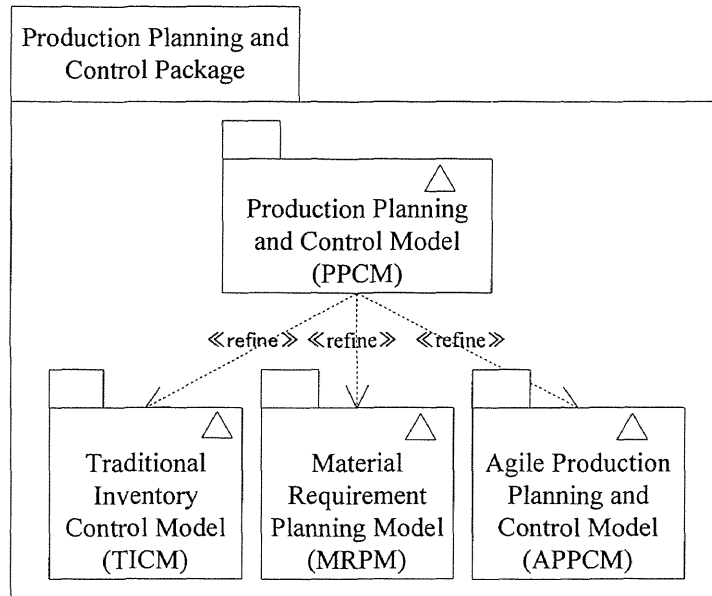 Production Planning and
Control Package
Production Planning
and Control Model
(PPCM)
≪refine≫ ≪refine≫ ≪refine≫
Traditional
Inventory
Control Model
(TICM)
Material
Requirement
Planning Model
(MRPM)
Agile Production
Planning and
Control Model
(APPCM)